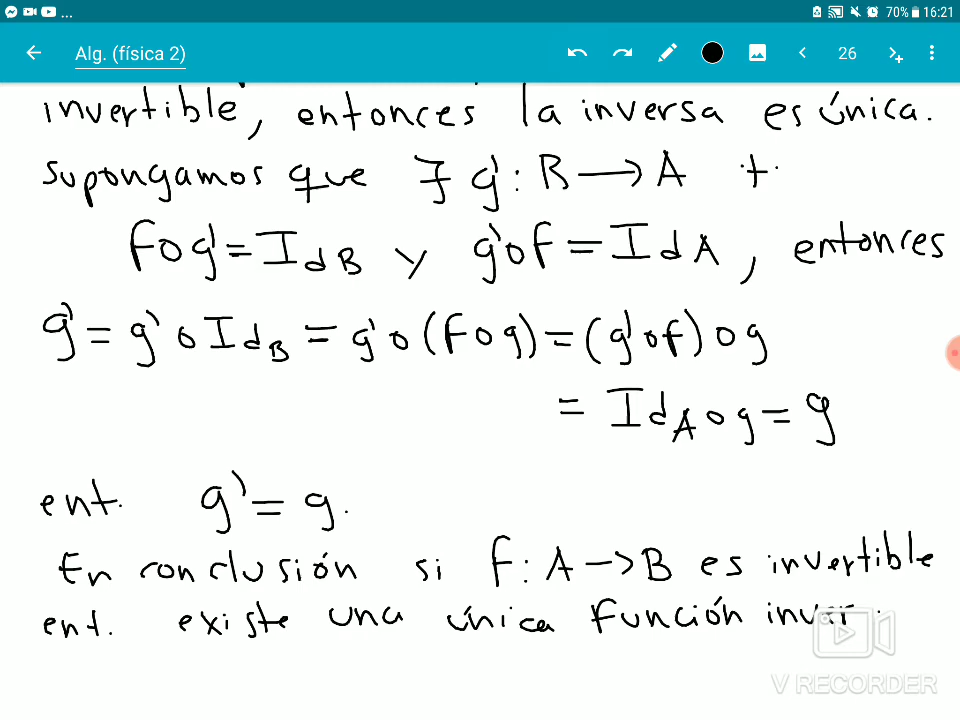 ... 70% 16:21
Alg. (física 2) 26
invertible, entonces la inversa es única.
supongamos que ∃ g': B → A t.
f∘g' = Id_B y g'∘f = Id_A, entonces
g' = g'∘Id_B = g'∘(f∘g) = (g'∘f)∘g
= Id_A∘g = g
ent. g' = g.
En conclusión si f: A → B es invertible
ent. existe una única función inver.
V RECORDER